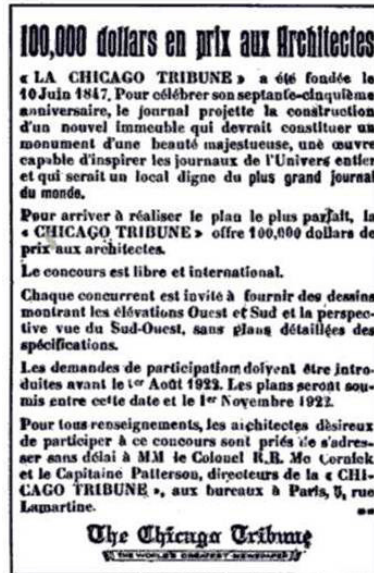 100,000 dollars en prix aux Architectes
« LA CHICAGO TRIBUNE » a été fondée le
10 Juin 1847. Pour célébrer son septante-cinquième
anniversaire, le journal projette la construction
d'un nouvel immeuble qui devrait constituer un
monument d'une beauté majestueuse, une œuvre
capable d'inspirer les journaux de l'Univers entier
et qui serait un local digne du plus grand journal
du monde.
Pour arriver à réaliser le plan le plus parfait, la
« CHICAGO TRIBUNE » offre 100,000 dollars de
prix aux architectes.
Le concours est libre et international.
Chaque concurrent est invité à fournir des dessins
montrant les élévations Ouest et Sud et la perspec-
tive vue du Sud-Ouest, sans plans détaillées des
spécifications.
Les demandes de participation doivent être intro-
duites avant le 1er Août 1922. Les plans seront sou-
mis entre cette date et le 1er Novembre 1922.
Pour tous renseignements, les architectes désireux
de participer à ce concours sont priés de s'adres-
ser sans délai à MM le Colonel R.R. Mc Cornick
et le Capitaine Patterson, directeurs de la « CHI-
CAGO TRIBUNE », aux bureaux à Paris, 5, rue
Lamartine.
The Chicago Tribune
THE WORLD'S GREATEST NEWSPAPER